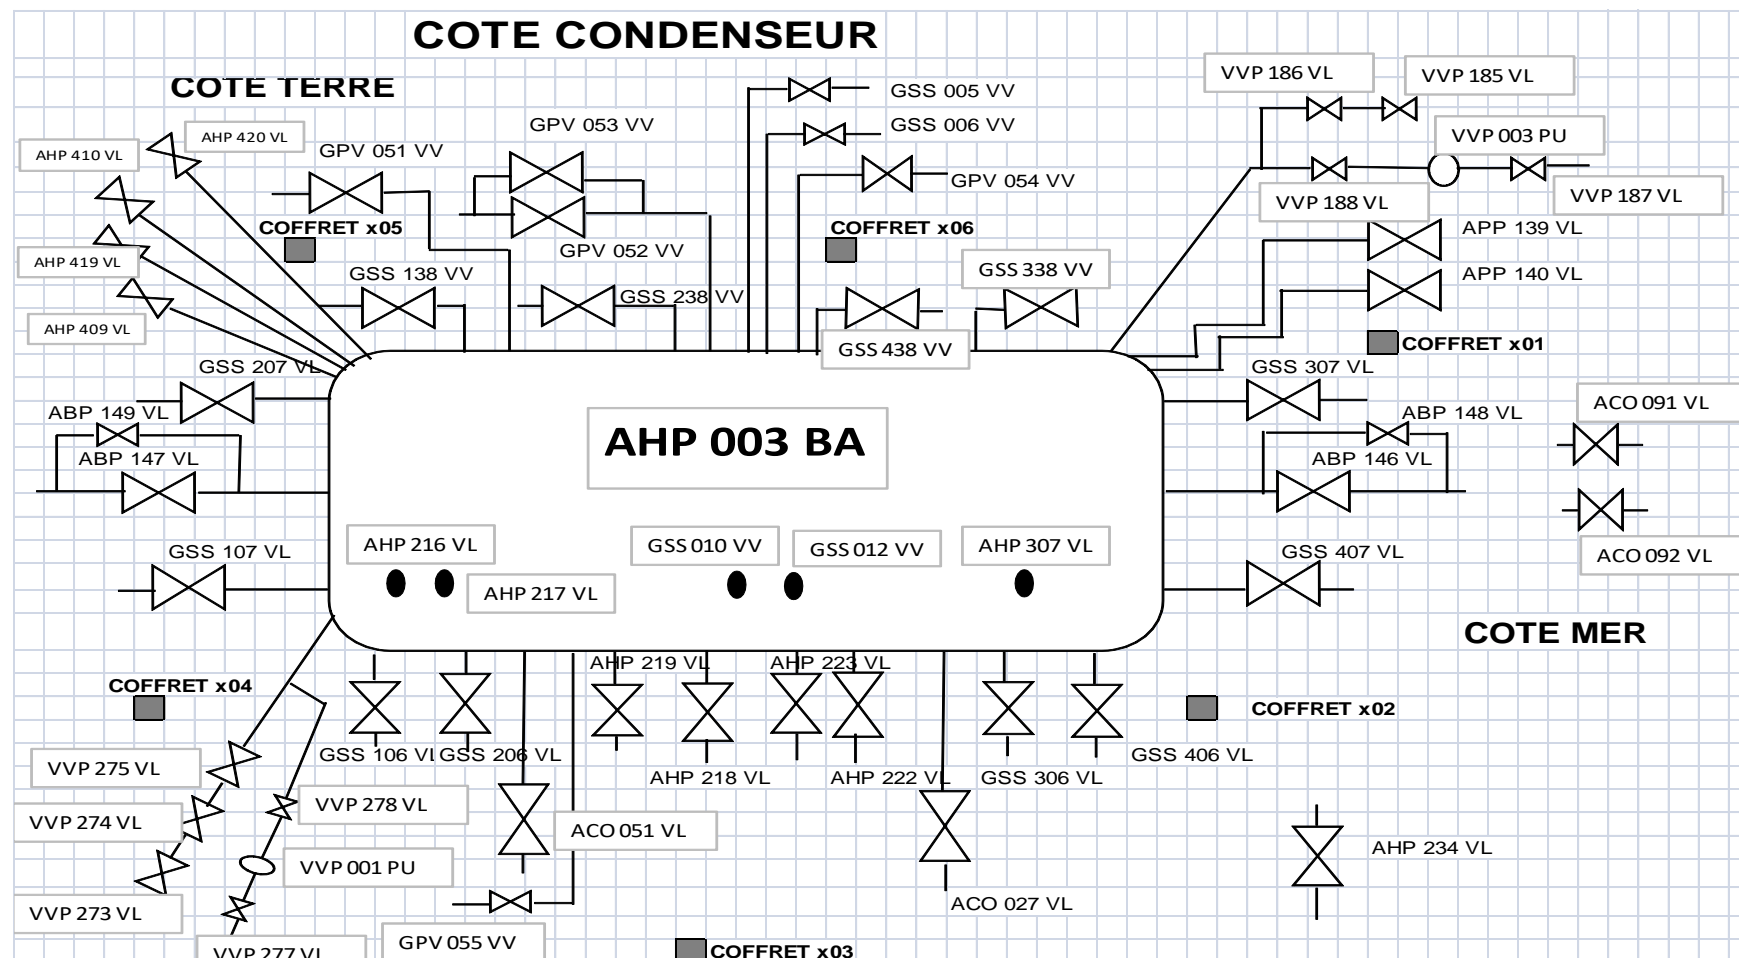 COTE CONDENSEUR
COTE TERRE
VVP 186 VL
VVP 185 VL
GSS 005 VV
GSS 006 VV
GPV 053 VV
AHP 420 VL
AHP 410 VL
GPV 051 VV
VVP 003 PU
GPV 054 VV
VVP 187 VL
VVP 188 VL
COFFRET x05
COFFRET x06
APP 139 VL
GPV 052 VV
AHP 419 VL
GSS 138 VV
GSS 338 VV
APP 140 VL
GSS 238 VV
AHP 409 VL
GSS 438 VV
COFFRET x01
GSS 207 VL
GSS 307 VL
ABP 149 VL
ABP 148 VL
ACO 091 VL
AHP 003 BA
ABP 147 VL
ABP 146 VL
AHP 216 VL
GSS 010 VV
GSS 012 VV
AHP 307 VL
GSS 107 VL
GSS 407 VL
ACO 092 VL
AHP 217 VL
COTE MER
AHP 219 VL
AHP 223 VL
COFFRET x04
COFFRET x02
GSS 106 VL
GSS 206 VL
GSS 406 VL
VVP 275 VL
AHP 218 VL
AHP 222 VL
GSS 306 VL
VVP 278 VL
VVP 274 VL
ACO 051 VL
AHP 234 VL
VVP 001 PU
VVP 273 VL
ACO 027 VL
VVP 277 VL
GPV 055 VV
COFFRET x03